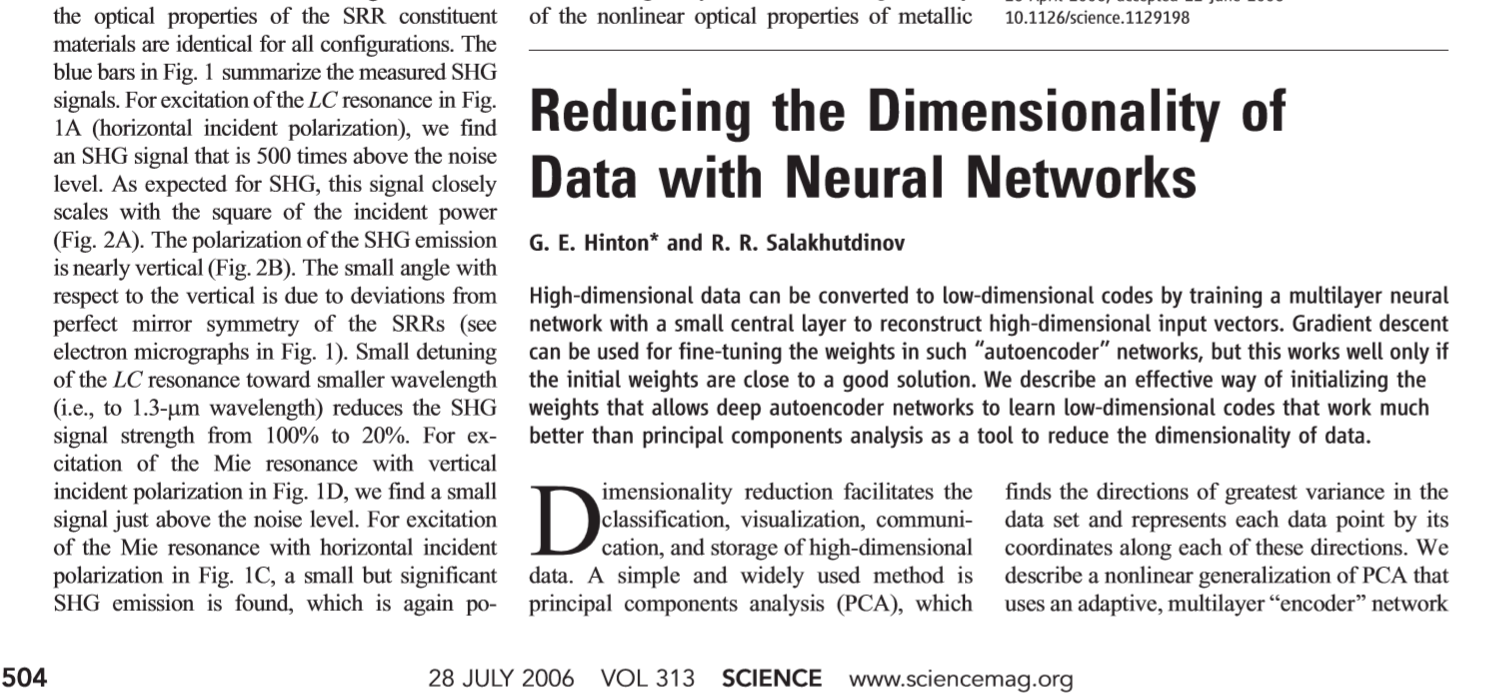 the optical properties of the SRR constituent
materials are identical for all configurations. The
blue bars in Fig. 1 summarize the measured SHG
signals. For excitation of the LC resonance in Fig.
1A (horizontal incident polarization), we find
an SHG signal that is 500 times above the noise
level. As expected for SHG, this signal closely
scales with the square of the incident power
(Fig. 2A). The polarization of the SHG emission
is nearly vertical (Fig. 2B). The small angle with
respect to the vertical is due to deviations from
perfect mirror symmetry of the SRRs (see
electron micrographs in Fig. 1). Small detuning
of the LC resonance toward smaller wavelength
(i.e., to 1.3-μm wavelength) reduces the SHG
signal strength from 100% to 20%. For ex-
citation of the Mie resonance with vertical
incident polarization in Fig. 1D, we find a small
signal just above the noise level. For excitation
of the Mie resonance with horizontal incident
polarization in Fig. 1C, a small but significant
SHG emission is found, which is again po-
of the nonlinear optical properties of metallic
10.1126/science.1129198
Reducing the Dimensionality of
Data with Neural Networks
G. E. Hinton* and R. R. Salakhutdinov
High-dimensional data can be converted to low-dimensional codes by training a multilayer neural
network with a small central layer to reconstruct high-dimensional input vectors. Gradient descent
can be used for fine-tuning the weights in such "autoencoder" networks, but this works well only if
the initial weights are close to a good solution. We describe an effective way of initializing the
weights that allows deep autoencoder networks to learn low-dimensional codes that work much
better than principal components analysis as a tool to reduce the dimensionality of data.
Dimensionality reduction facilitates the
classification, visualization, communi-
cation, and storage of high-dimensional
data. A simple and widely used method is
principal components analysis (PCA), which
finds the directions of greatest variance in the
data set and represents each data point by its
coordinates along each of these directions. We
describe a nonlinear generalization of PCA that
uses an adaptive, multilayer “encoder” network
504
28 JULY 2006 VOL 313 SCIENCE www.sciencemag.org